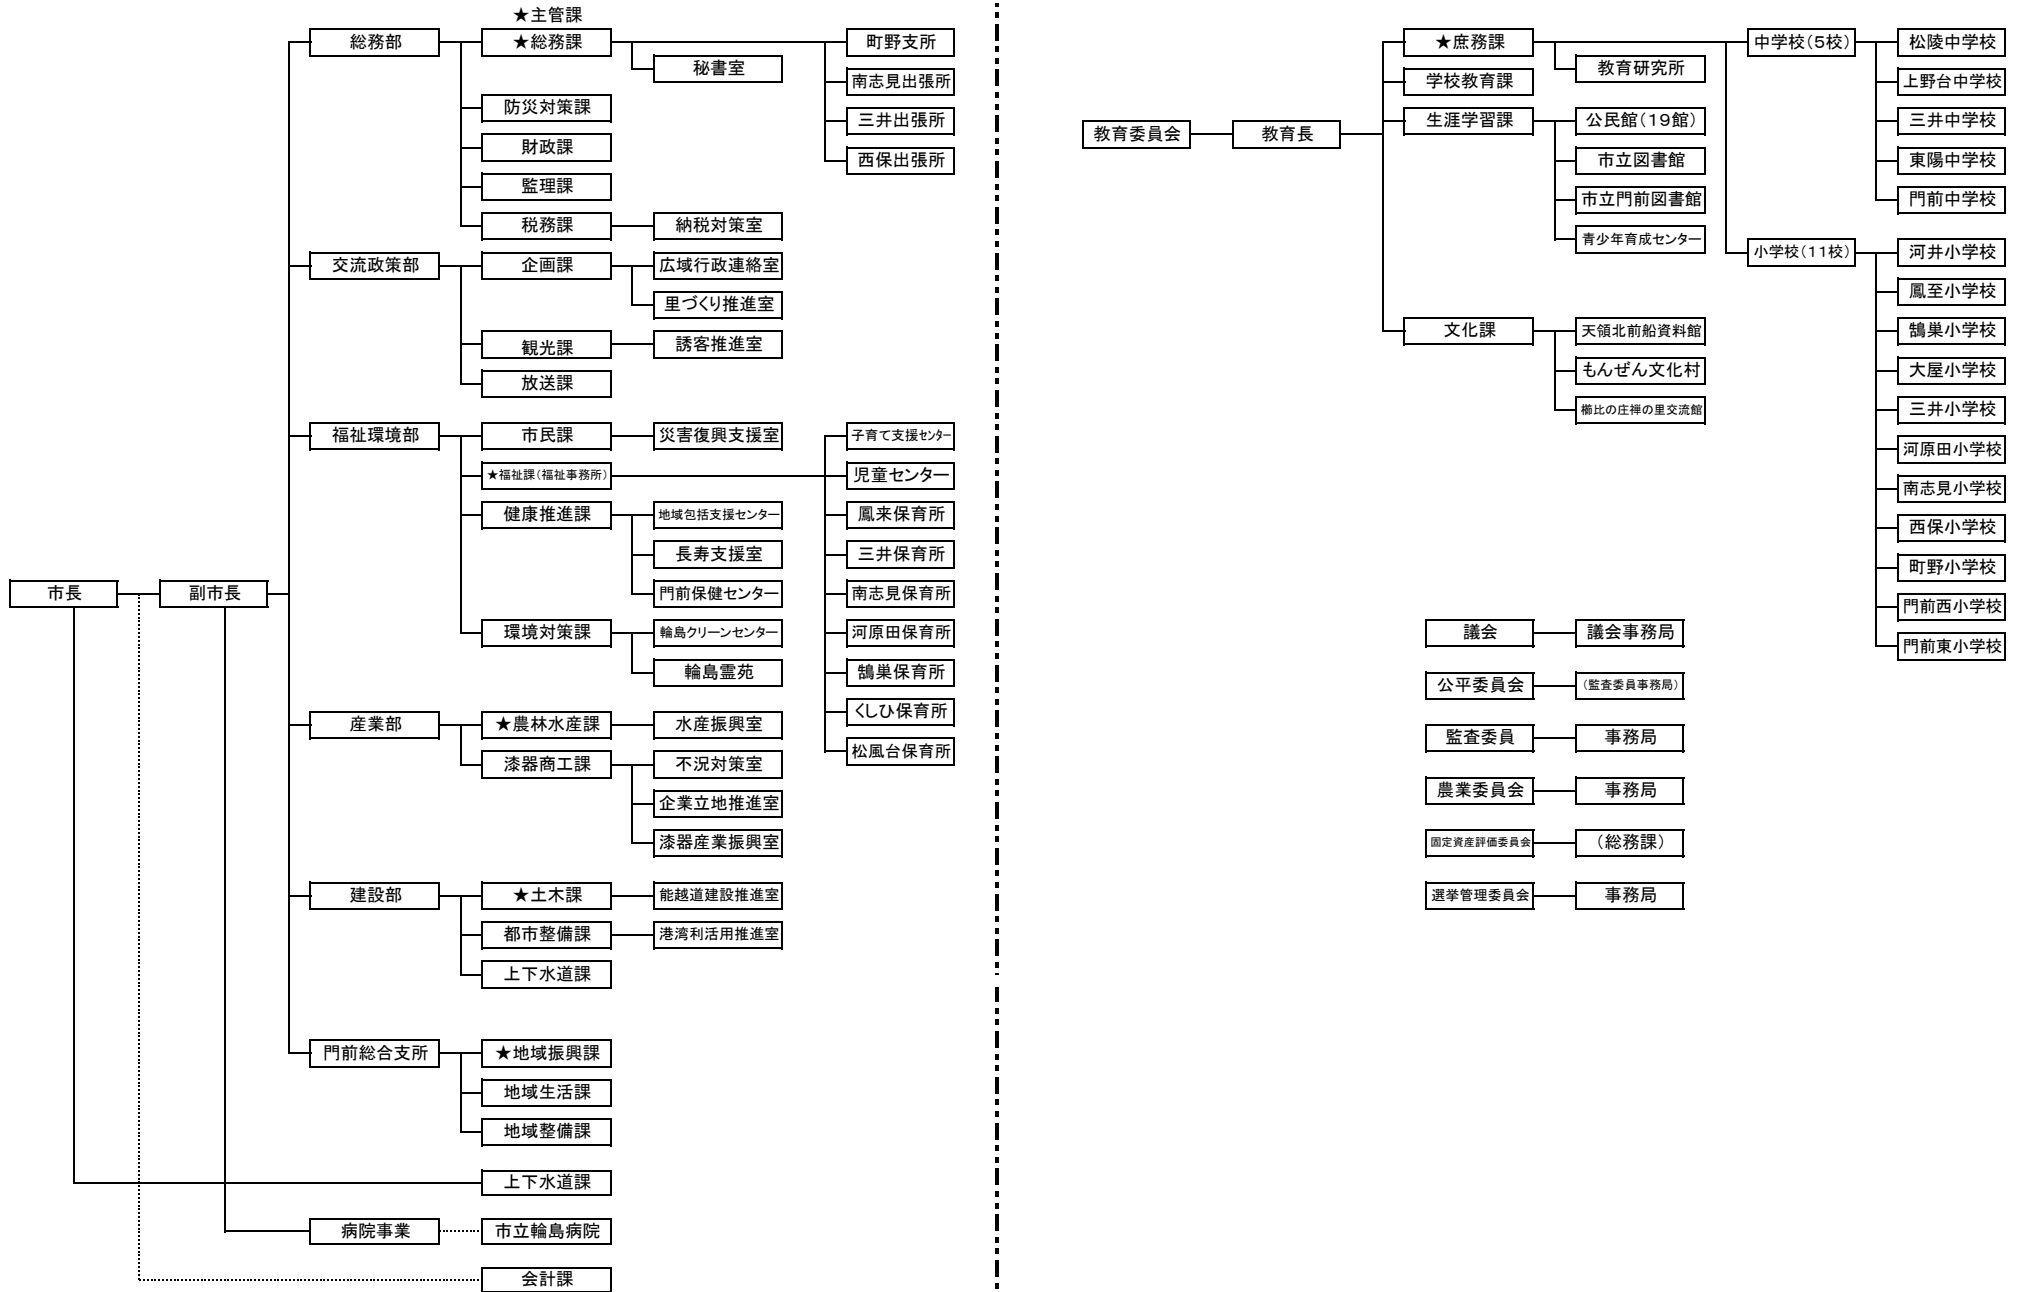 ★主管課
総務部
★総務課
秘書室
町野支所
南志見出張所
三井出張所
西保出張所
防災対策課
財政課
監理課
税務課
納税対策室
交流政策部
企画課
広域行政連絡室
里づくり推進室
観光課
誘客推進室
放送課
福祉環境部
市民課
災害復興支援室
★福祉課(福祉事務所)
子育て支援センター
児童センター
鳳来保育所
三井保育所
南志見保育所
河原田保育所
鵠巣保育所
くしひ保育所
松風台保育所
健康推進課
地域包括支援センター
長寿支援室
門前保健センター
環境対策課
輪島クリーンセンター
輪島霊苑
市長
副市長
産業部
★農林水産課
水産振興室
漆器商工課
不況対策室
企業立地推進室
漆器産業振興室
建設部
★土木課
能越道建設推進室
都市整備課
港湾利活用推進室
上下水道課
門前総合支所
★地域振興課
地域生活課
地域整備課
上下水道課
病院事業
市立輪島病院
会計課
教育委員会
教育長
★庶務課
教育研究所
学校教育課
生涯学習課
公民館(19館)
市立図書館
市立門前図書館
青少年育成センター
文化課
天領北前船資料館
もんぜん文化村
櫛比の庄禅の里交流館
中学校(5校)
松陵中学校
上野台中学校
三井中学校
東陽中学校
門前中学校
小学校(11校)
河井小学校
鳳至小学校
鵠巣小学校
大屋小学校
三井小学校
河原田小学校
南志見小学校
西保小学校
町野小学校
門前西小学校
門前東小学校
議会
議会事務局
公平委員会
(監査委員事務局)
監査委員
事務局
農業委員会
事務局
固定資産評価委員会
(総務課)
選挙管理委員会
事務局